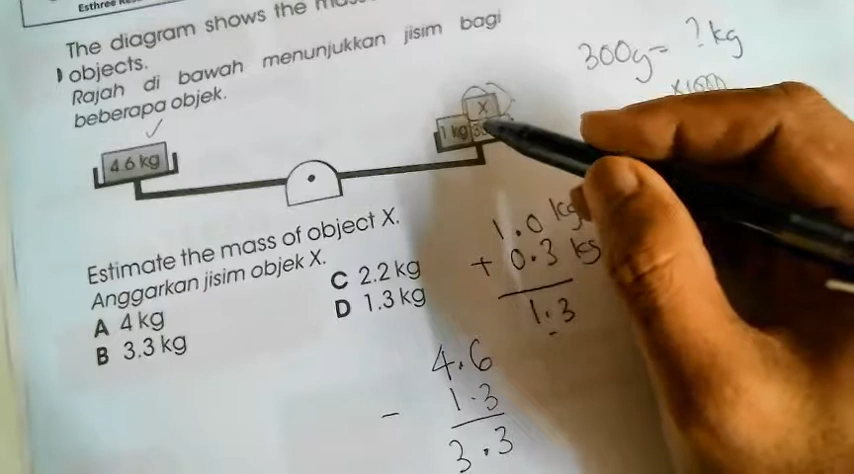 The diagram shows the
objects.
Rajah di bawah menunjukkan jisim bagi
beberapa objek.
300g = ? kg
X
4.6 kg
1 kg
Estimate the mass of object X.
Anggarkan jisim objek X.
A 4 kg
B 3.3 kg
C 2.2 kg
D 1.3 kg
1.0 kg
+ 0.3 kg
1.3
4.6
- 1.3
3.3